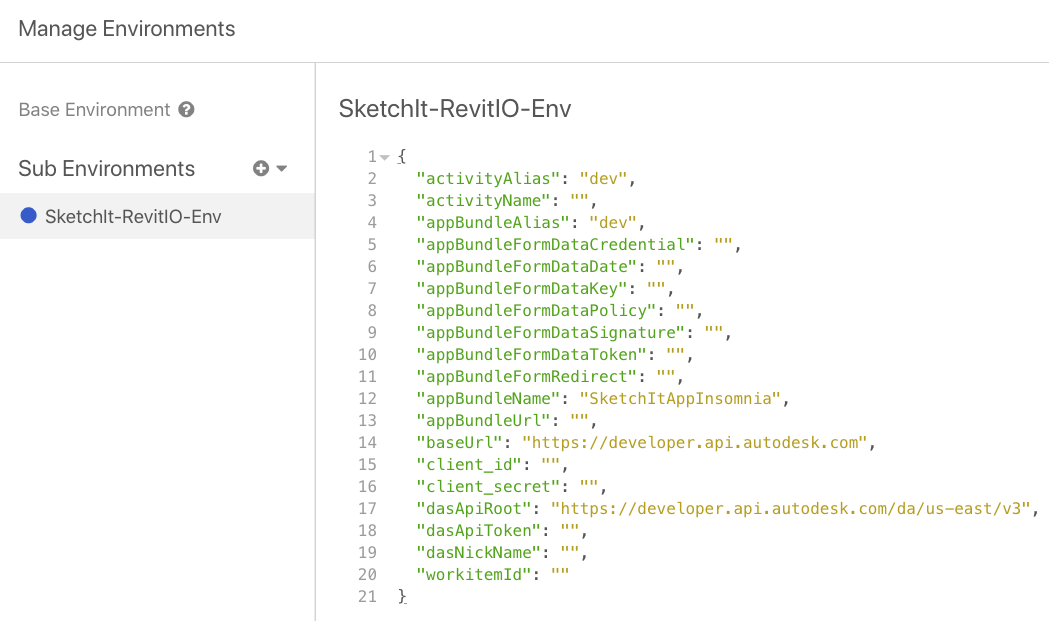 Manage Environments
Base Environment ?
Sub Environments
SketchIt-RevitIO-Env
SketchIt-RevitIO-Env
1 {
2 "activityAlias": "dev",
3 "activityName": "",
4 "appBundleAlias": "dev",
5 "appBundleFormDataCredential": "",
6 "appBundleFormDataDate": "",
7 "appBundleFormDataKey": "",
8 "appBundleFormDataPolicy": "",
9 "appBundleFormDataSignature": "",
10 "appBundleFormDataToken": "",
11 "appBundleFormRedirect": "",
12 "appBundleName": "SketchItAppInsomnia",
13 "appBundleUrl": "",
14 "baseUrl": "https://developer.api.autodesk.com",
15 "client_id": "",
16 "client_secret": "",
17 "dasApiRoot": "https://developer.api.autodesk.com/da/us-east/v3",
18 "dasApiToken": "",
19 "dasNickName": "",
20 "workitemId": ""
21 }